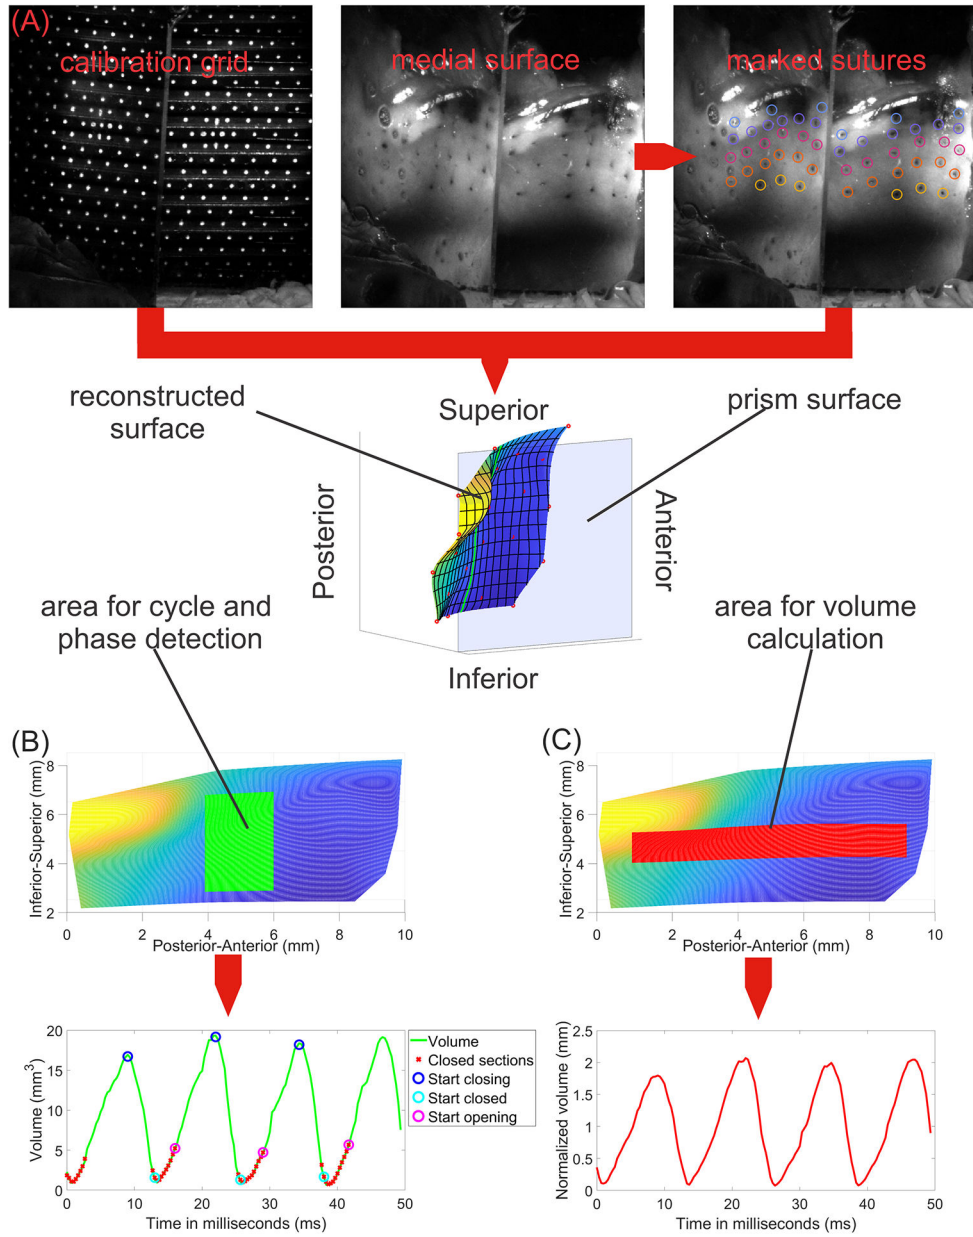 (A)
calibration grid
medial surface
marked sutures
reconstructed
surface
prism surface
Superior
Posterior
Anterior
Inferior
area for cycle and
phase detection
area for volume
calculation
(B)
Inferior-Superior (mm)
8
6
4
2
0
2
4
6
8
10
Posterior-Anterior (mm)
(C)
Inferior-Superior (mm)
8
6
4
2
0
2
4
6
8
10
Posterior-Anterior (mm)
Volume (mm³)
20
15
10
5
0
0
10
20
30
40
50
Time in milliseconds (ms)
Volume
Closed sections
Start closing
Start closed
Start opening
Normalized volume (mm)
2.5
2
1.5
1
0.5
0
0
10
20
30
40
50
Time in milliseconds (ms)